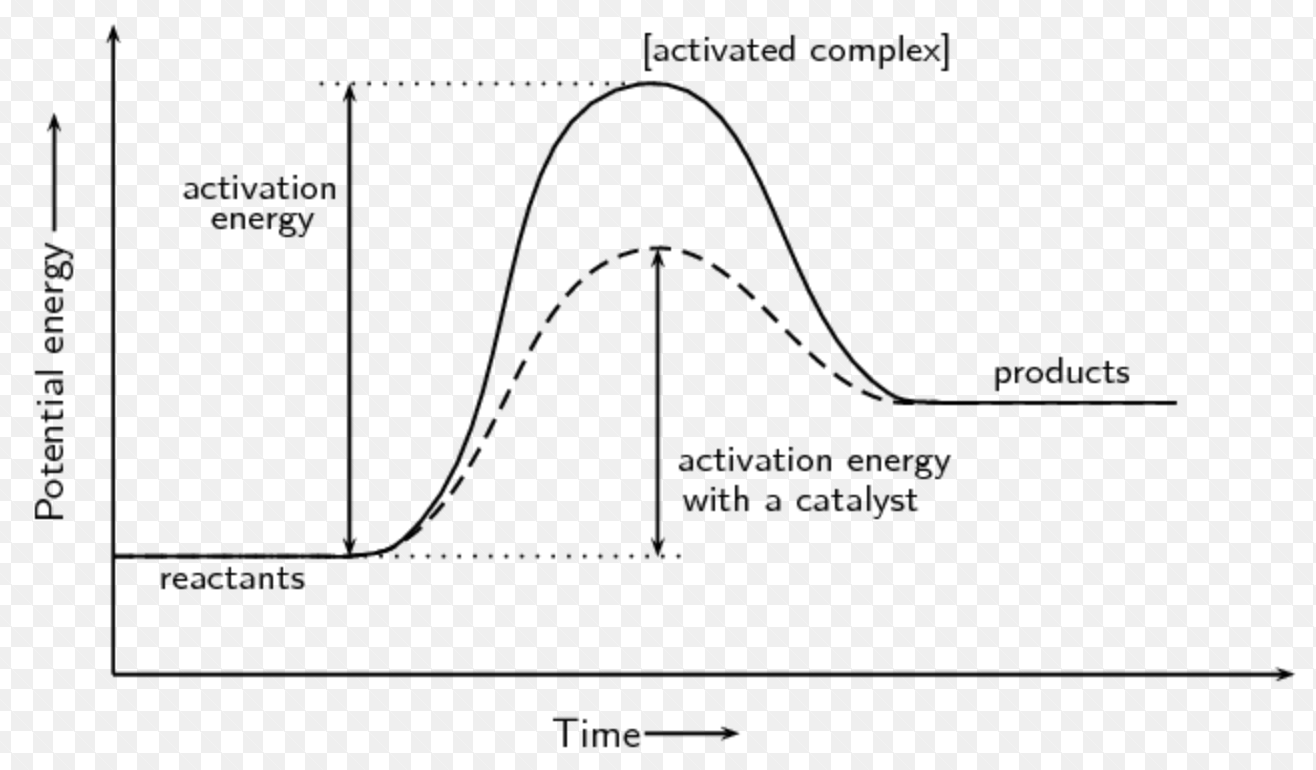 [activated complex]
activation
energy
Potential energy
products
activation energy
with a catalyst
reactants
Time